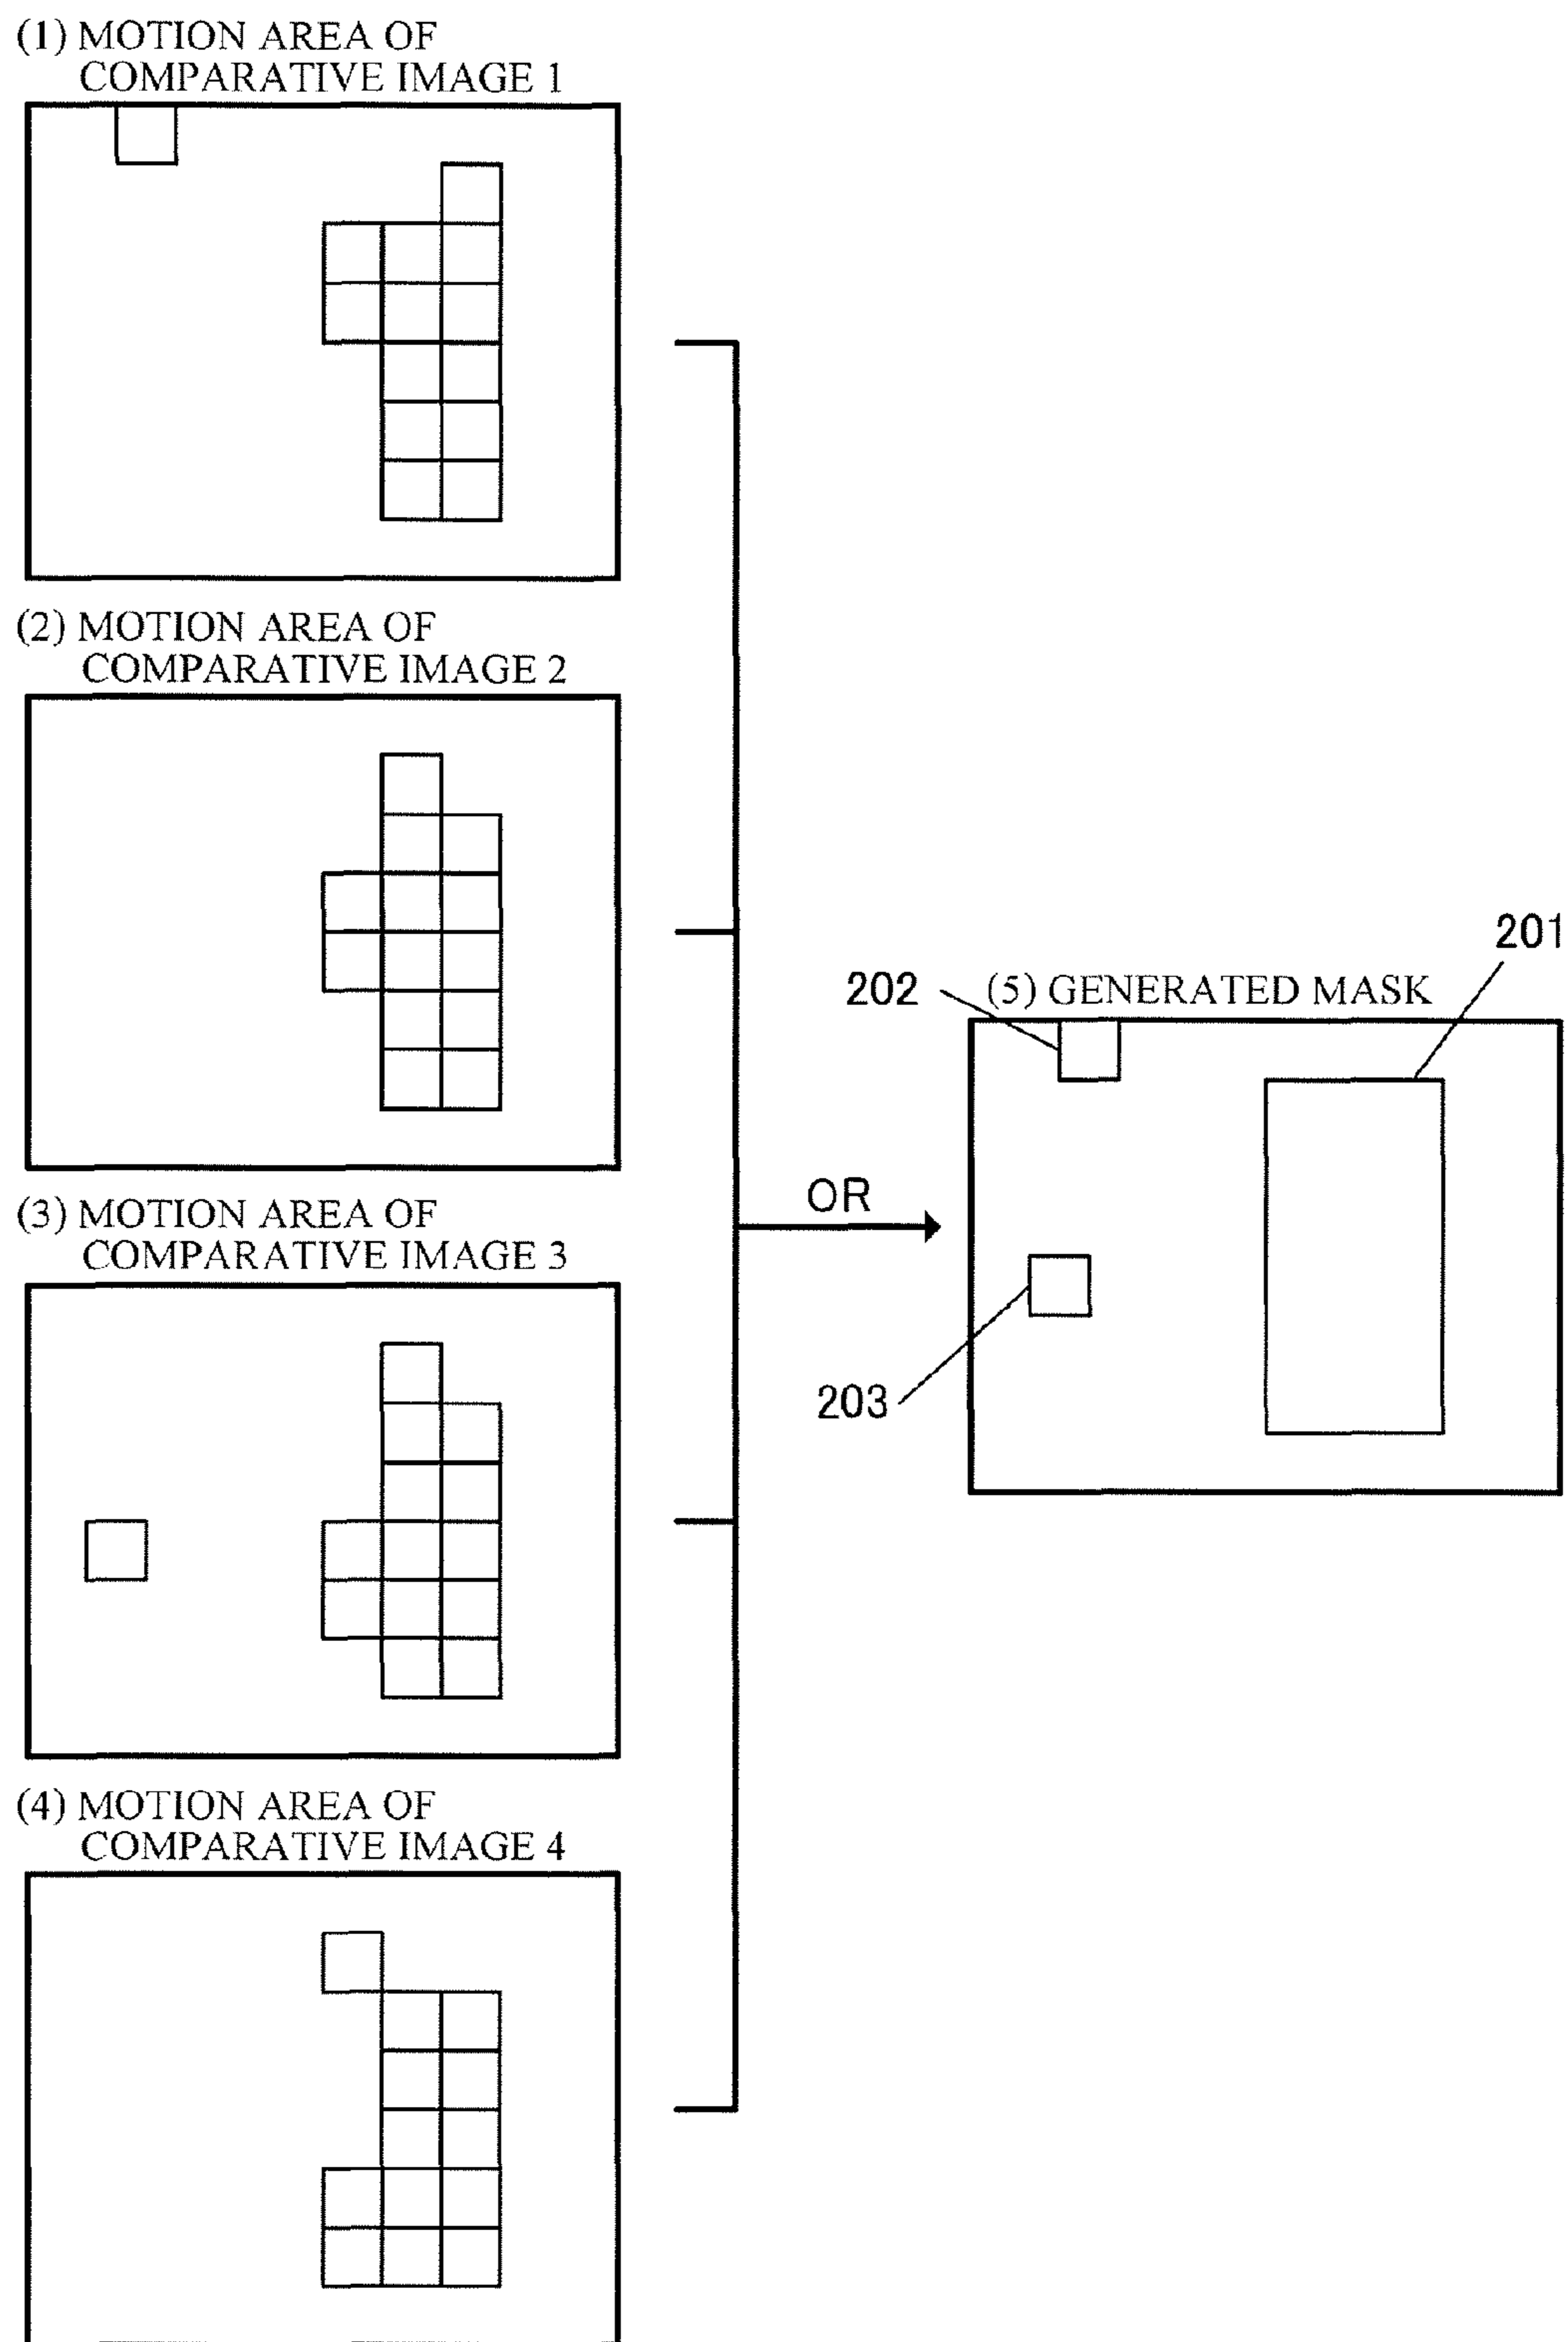 (1) MOTION AREA OF
COMPARATIVE IMAGE 1
(2) MOTION AREA OF
COMPARATIVE IMAGE 2
(3) MOTION AREA OF
COMPARATIVE IMAGE 3
(4) MOTION AREA OF
COMPARATIVE IMAGE 4
OR
201
202
(5) GENERATED MASK
203